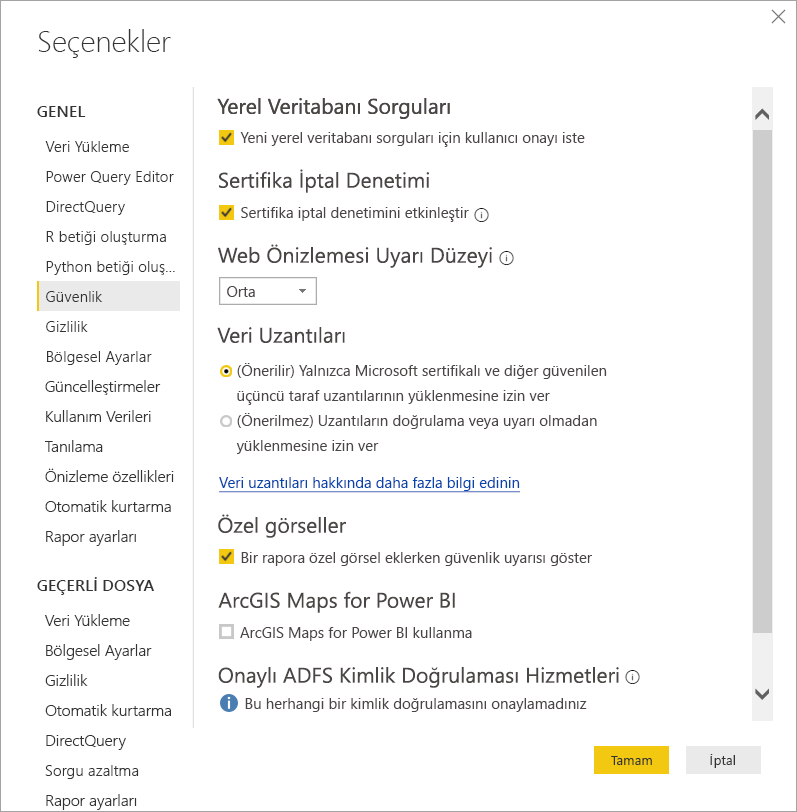 Seçenekler
GENEL
Veri Yükleme
Power Query Editor
DirectQuery
R betiği oluşturma
Python betiği oluş...
Güvenlik
Gizlilik
Bölgesel Ayarlar
Güncelleştirmeler
Kullanım Verileri
Tanılama
Önizleme özellikleri
Otomatik kurtarma
Rapor ayarları
GEÇERLİ DOSYA
Veri Yükleme
Bölgesel Ayarlar
Gizlilik
Otomatik kurtarma
DirectQuery
Sorgu azaltma
Rapor ayarları
Yerel Veritabanı Sorguları
Yeni yerel veritabanı sorguları için kullanıcı onayı iste
Sertifika İptal Denetimi
Sertifika iptal denetimini etkinleştir
Web Önizlemesi Uyarı Düzeyi
Orta
Veri Uzantıları
(Önerilir) Yalnızca Microsoft sertifikalı ve diğer güvenilen
üçüncü taraf uzantılarının yüklenmesine izin ver
(Önerilmez) Uzantıların doğrulama veya uyarı olmadan
yüklenmesine izin ver
Veri uzantıları hakkında daha fazla bilgi edinin
Özel görseller
Bir rapora özel görsel eklerken güvenlik uyarısı göster
ArcGIS Maps for Power BI
ArcGIS Maps for Power BI kullanma
Onaylı ADFS Kimlik Doğrulaması Hizmetleri
Bu herhangi bir kimlik doğrulamasını onaylamadınız
Tamam
İptal